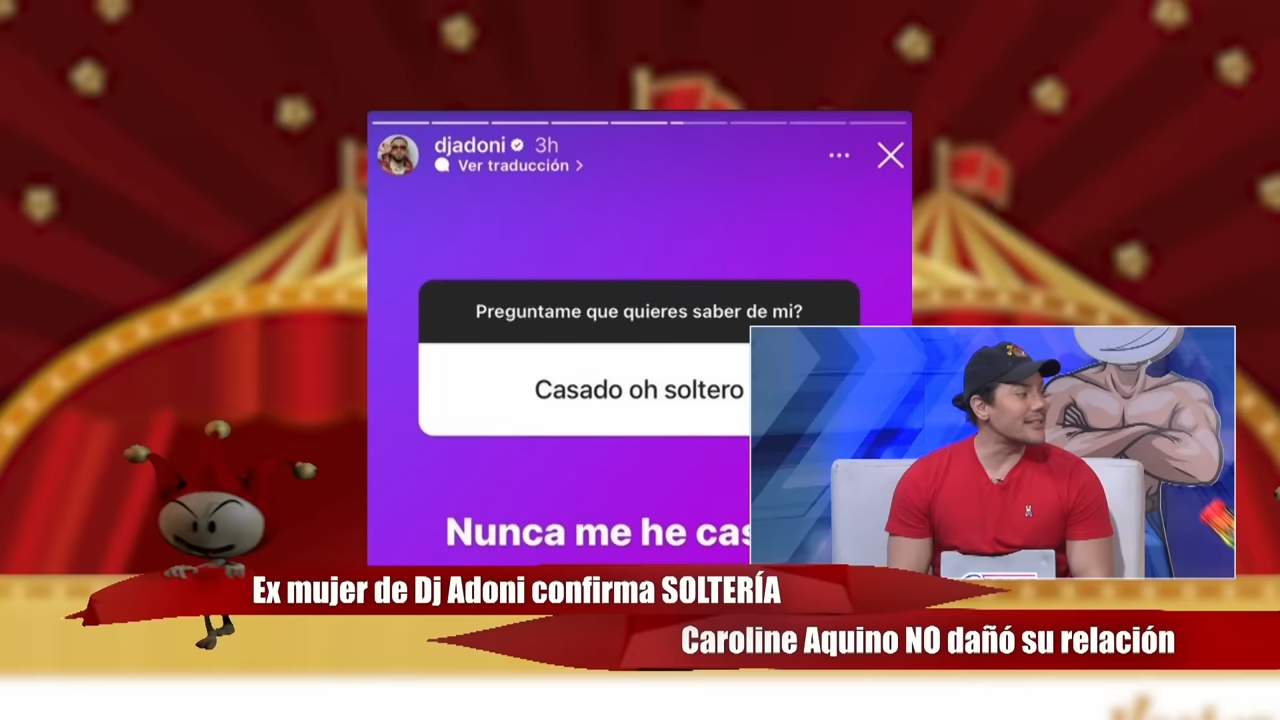 djadoni 3h
Ver traducción
Preguntame que quieres saber de mi?
Casado oh soltero
Nunca me he
Ex mujer de Dj Adoni confirma SOLTERÍA
Caroline Aquino NO dañó su relación